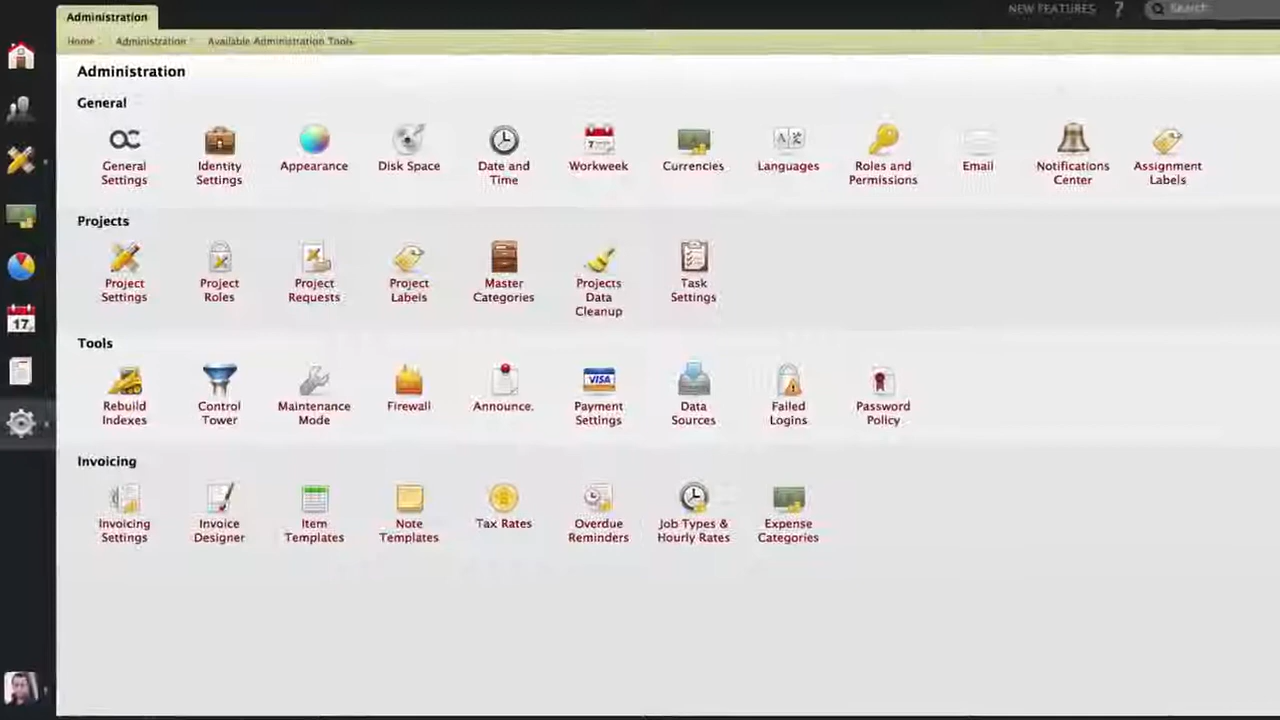 NEW FEATURES ? Search
Administration
Home Administration Available Administration Tools
Administration
General
General Settings
Identity Settings
Appearance
Disk Space
Date and Time
Workweek
Currencies
Languages
Roles and Permissions
Email
Notifications Center
Assignment Labels
Projects
Project Settings
Project Roles
Project Requests
Project Labels
Master Categories
Projects Data Cleanup
Task Settings
Tools
Rebuild Indexes
Control Tower
Maintenance Mode
Firewall
Announce.
VISA
Payment Settings
Data Sources
Failed Logins
Password Policy
Invoicing
Invoicing Settings
Invoice Designer
Item Templates
Note Templates
Tax Rates
Overdue Reminders
Job Types & Hourly Rates
Expense Categories
17